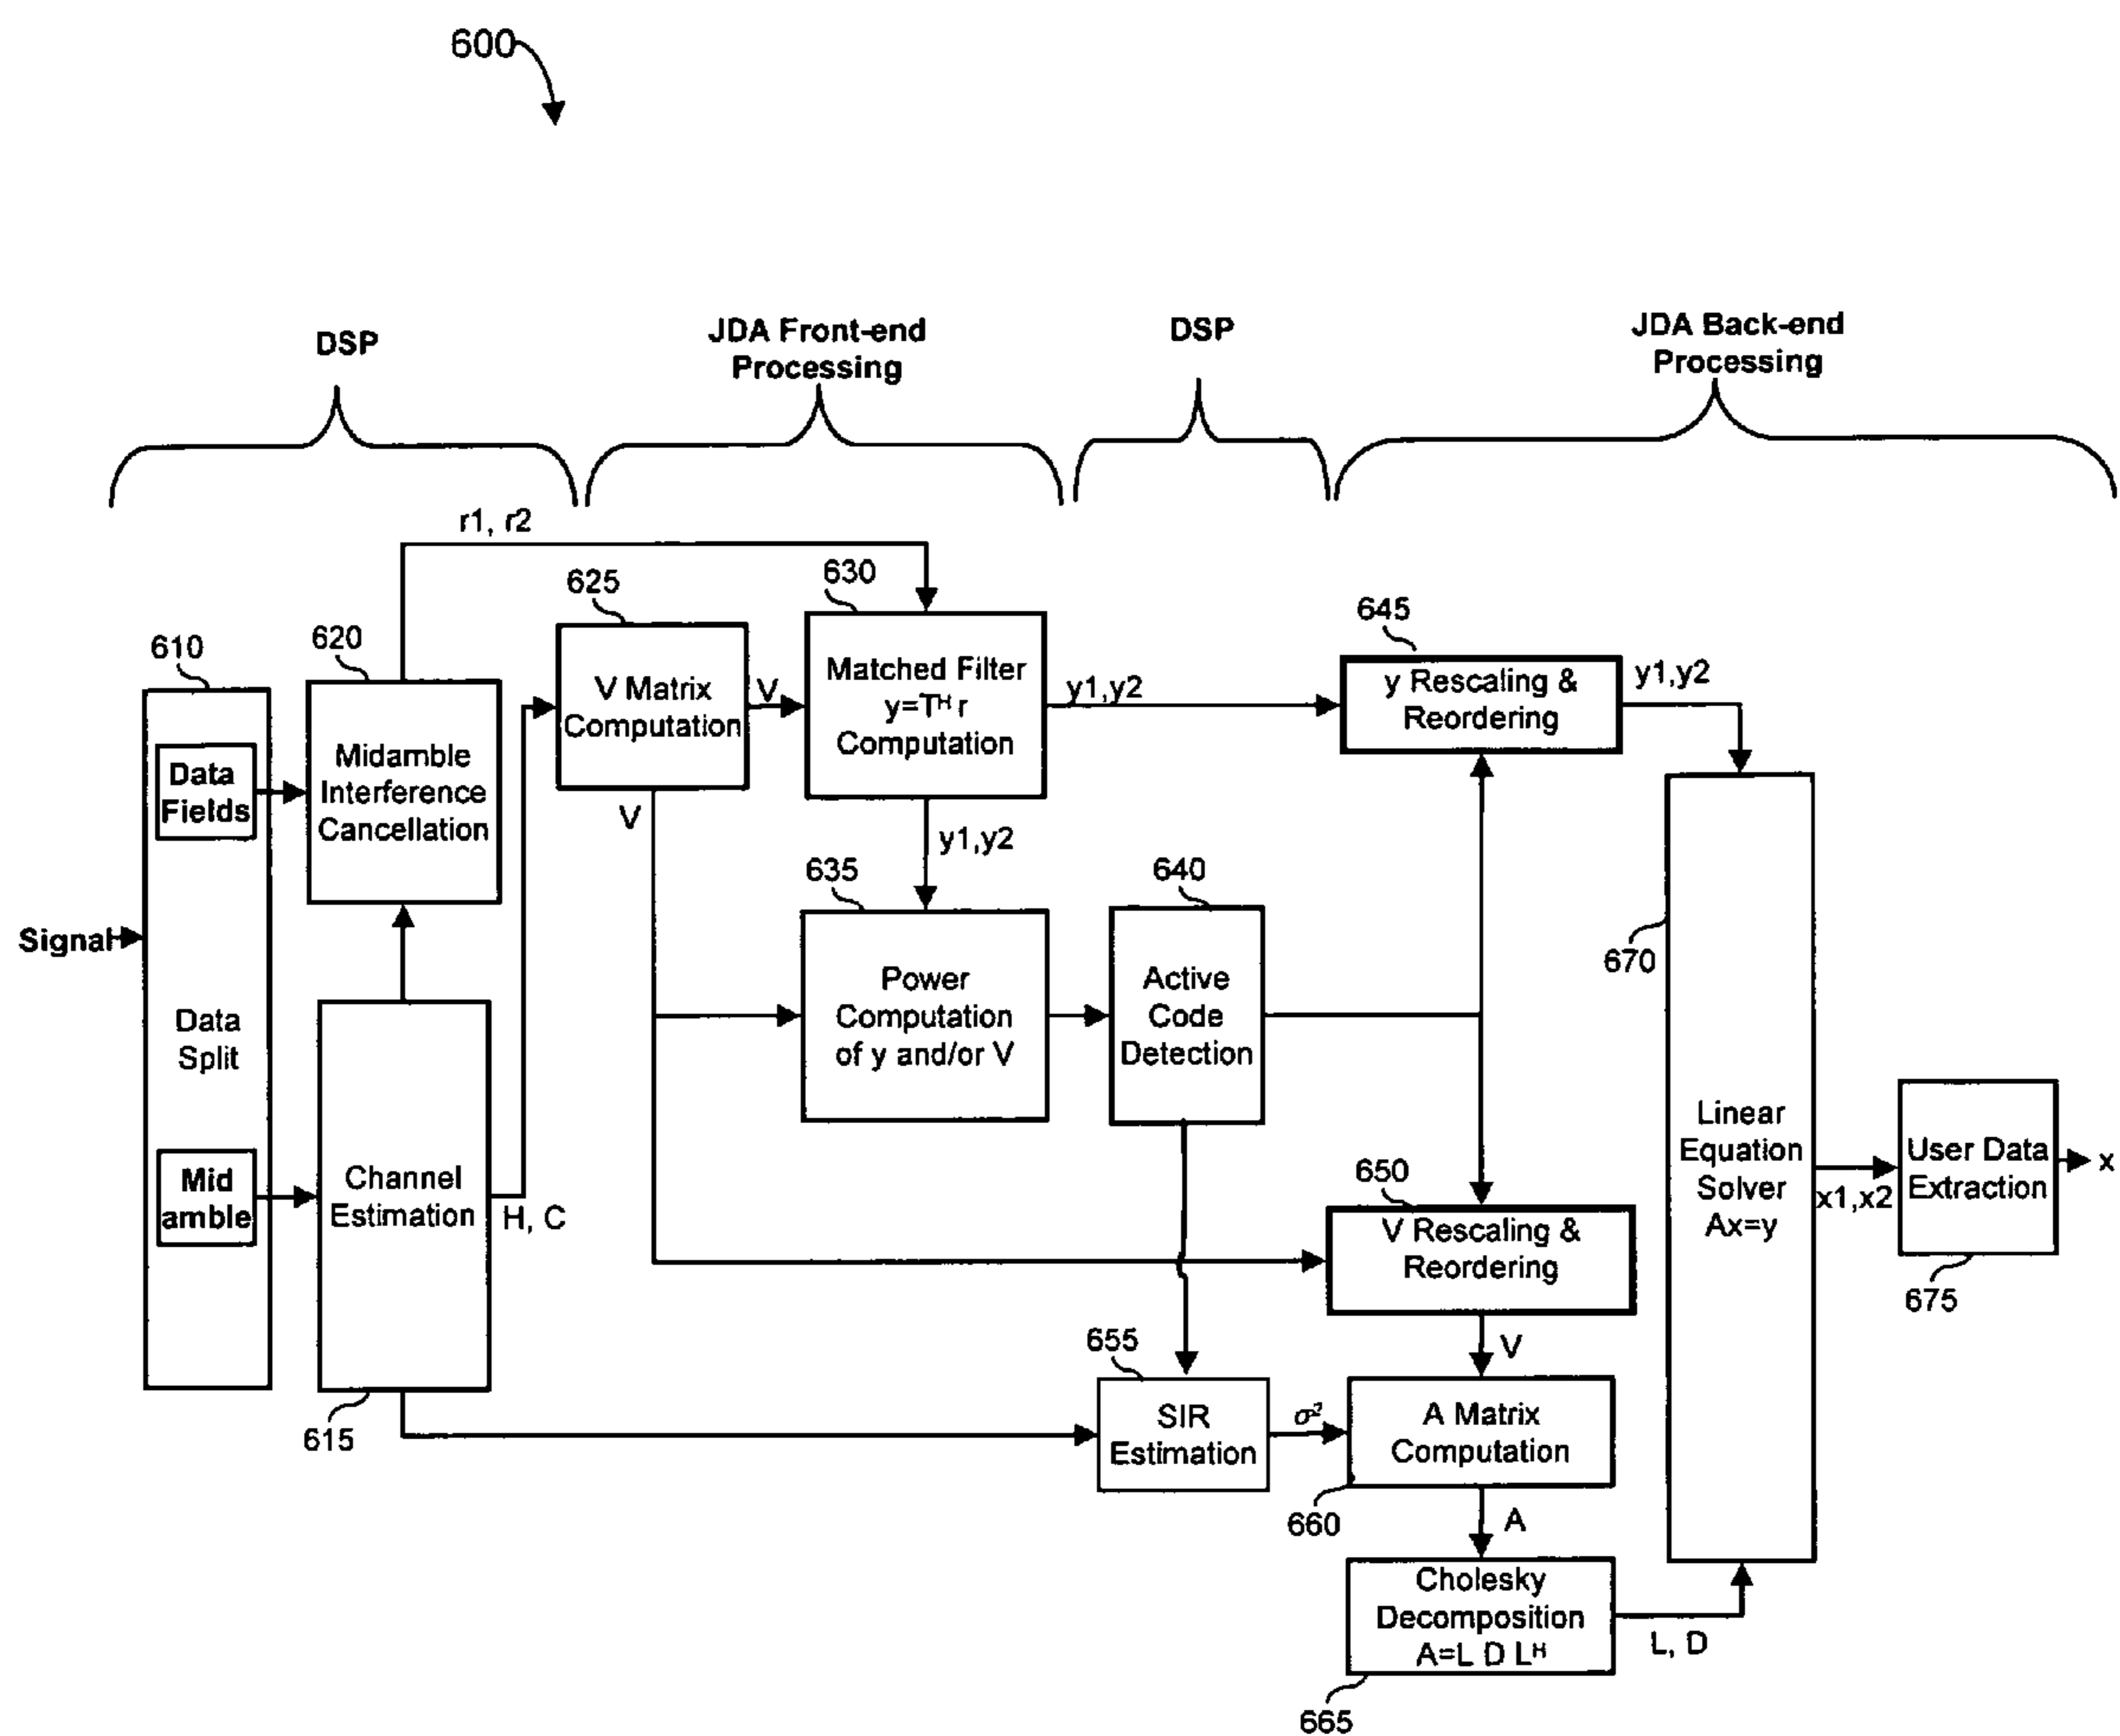 600
DSP
JDA Front-end
Processing
DSP
JDA Back-end
Processing
r1, r2
610
620
625
630
645
Data
Fields
Midamble
Interference
Cancellation
V Matrix
Computation
V
V
Matched Filter
y=Tᴴ r
Computation
y1,y2
y1,y2
y Rescaling &
Reordering
y1,y2
Signal
Data
Split
Mid
amble
Channel
Estimation
H, C
615
635
Power
Computation
of y and/or V
640
Active
Code
Detection
650
V Rescaling &
Reordering
V
655
SIR
Estimation
σ²
A Matrix
Computation
660
A
Cholesky
Decomposition
A=L D Lᴴ
665
L, D
670
Linear
Equation
Solver
Ax=y
x1,x2
User Data
Extraction
675
x